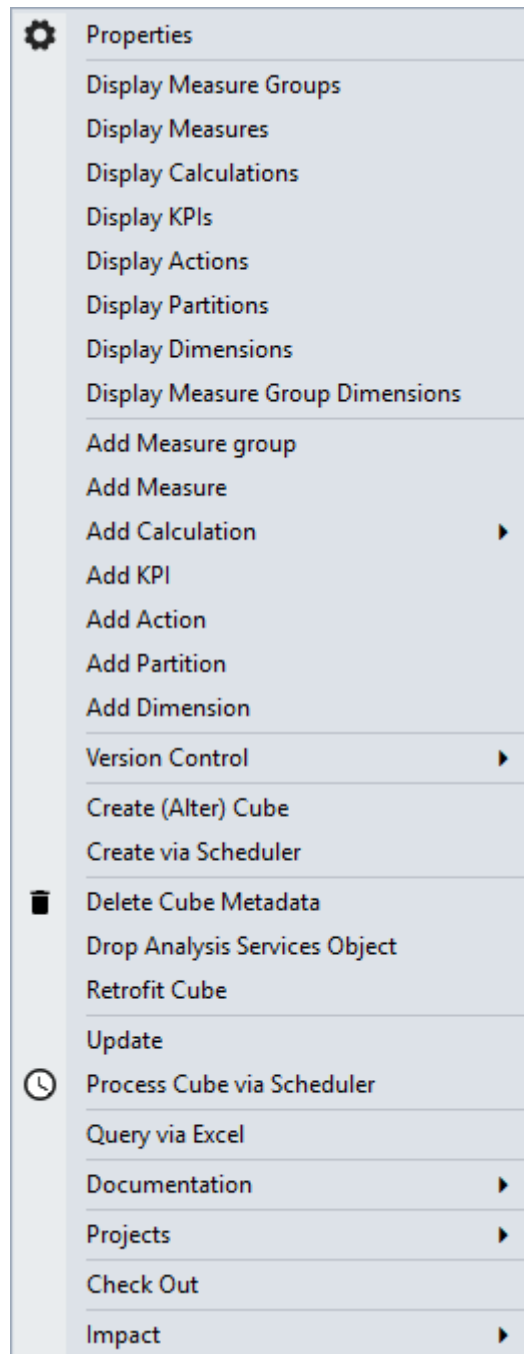 Properties
Display Measure Groups
Display Measures
Display Calculations
Display KPIs
Display Actions
Display Partitions
Display Dimensions
Display Measure Group Dimensions
Add Measure group
Add Measure
Add Calculation
Add KPI
Add Action
Add Partition
Add Dimension
Version Control
Create (Alter) Cube
Create via Scheduler
Delete Cube Metadata
Drop Analysis Services Object
Retrofit Cube
Update
Process Cube via Scheduler
Query via Excel
Documentation
Projects
Check Out
Impact